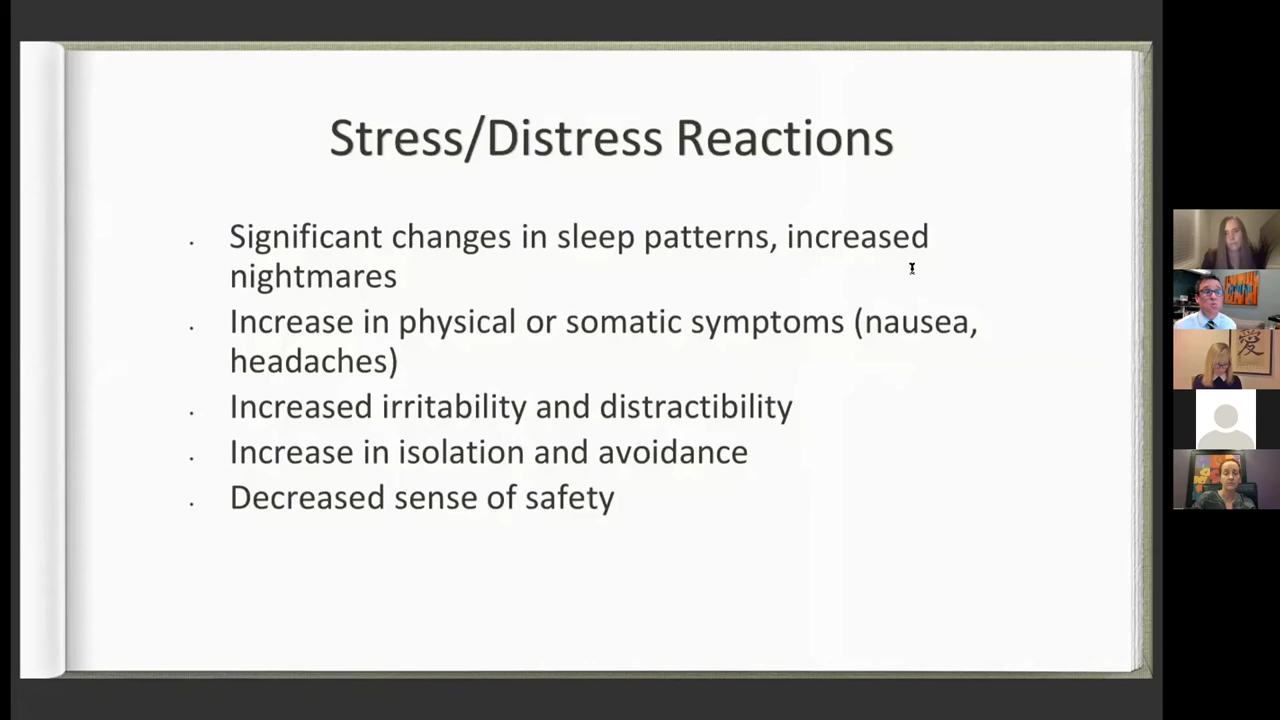 Stress/Distress Reactions
· Significant changes in sleep patterns, increased
nightmares
· Increase in physical or somatic symptoms (nausea,
headaches)
· Increased irritability and distractibility
· Increase in isolation and avoidance
· Decreased sense of safety
愛